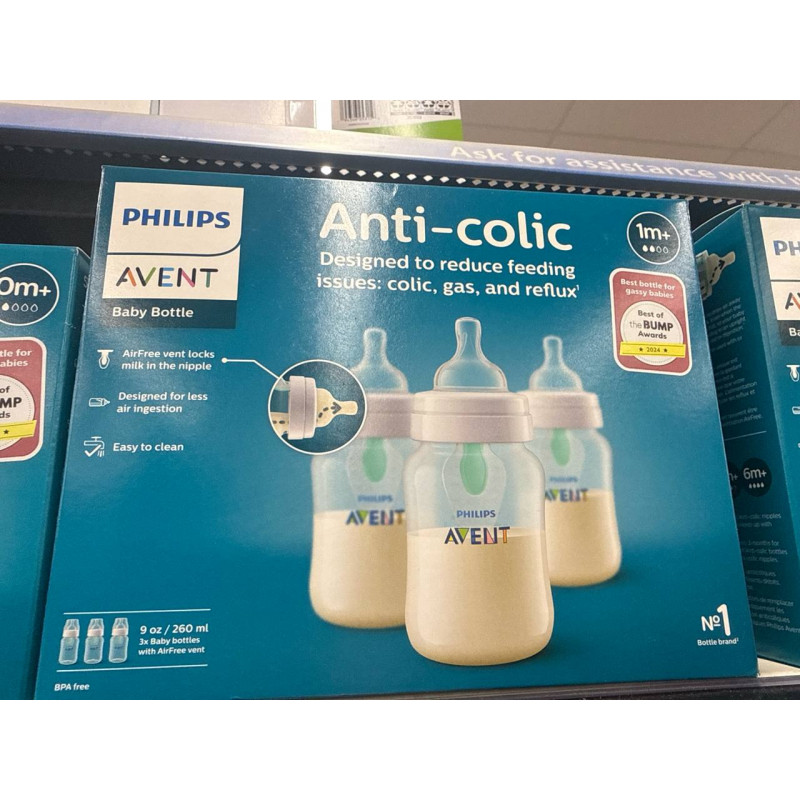 Ask for assistance with
PHILIPS
AVENT
Baby Bottle
Anti-colic
Designed to reduce feeding
issues: colic, gas, and reflux¹
1m+
Best bottle for
gassy babies
Best of
the BUMP
Awards
★ 2024 ★
AirFree vent locks
milk in the nipple
Designed for less
air ingestion
Easy to clean
PHILIPS
AVENT
PHILIPS
AVENT
PHILIPS
AVENT
9 oz / 260 ml
3x Baby bottles
with AirFree vent
BPA free
Nº1
Bottle brand²
0m+
6m+